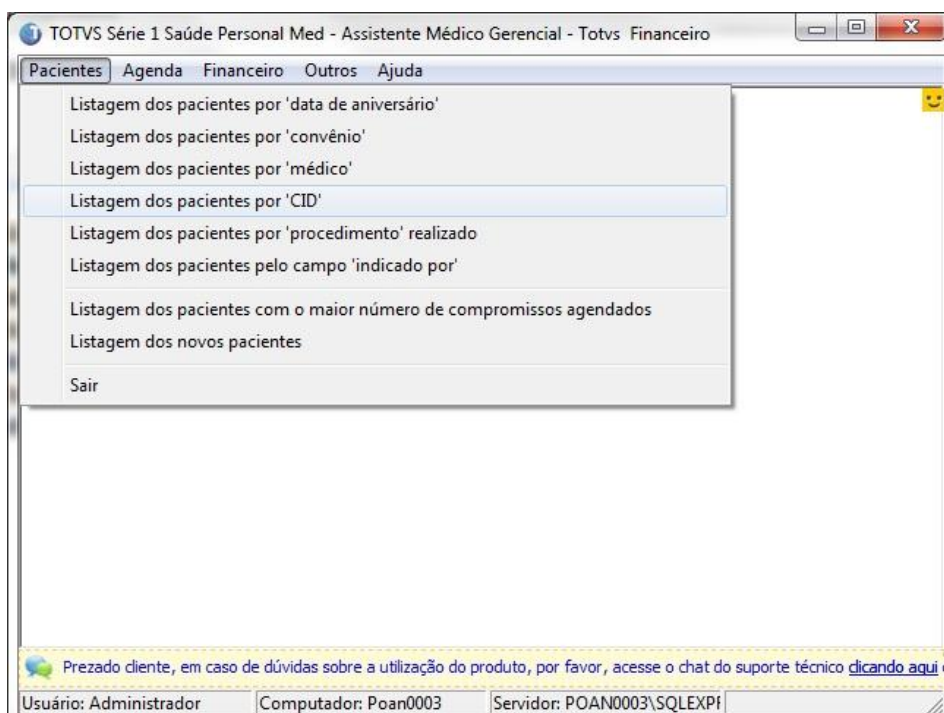 TOTVS Série 1 Saúde Personal Med - Assistente Médico Gerencial - Totvs Financeiro
Pacientes Agenda Financeiro Outros Ajuda
Listagem dos pacientes por 'data de aniversário'
Listagem dos pacientes por 'convênio'
Listagem dos pacientes por 'médico'
Listagem dos pacientes por 'CID'
Listagem dos pacientes por 'procedimento' realizado
Listagem dos pacientes pelo campo 'indicado por'
Listagem dos pacientes com o maior número de compromissos agendados
Listagem dos novos pacientes
Sair
Prezado cliente, em caso de dúvidas sobre a utilização do produto, por favor, acesse o chat do suporte técnico clicando aqui
Usuário: Administrador Computador: Poan0003 Servidor: POAN0003\SQLEXPF